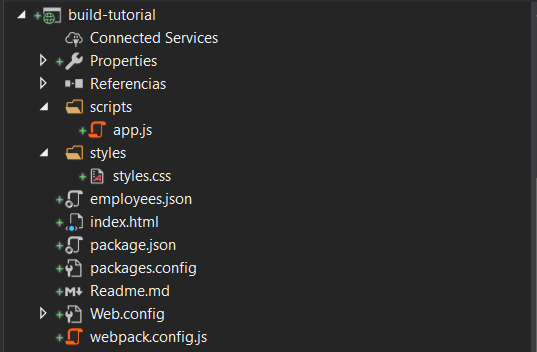 build-tutorial
Connected Services
Properties
Referencias
scripts
app.js
styles
styles.css
employees.json
index.html
package.json
packages.config
Readme.md
Web.config
webpack.config.js